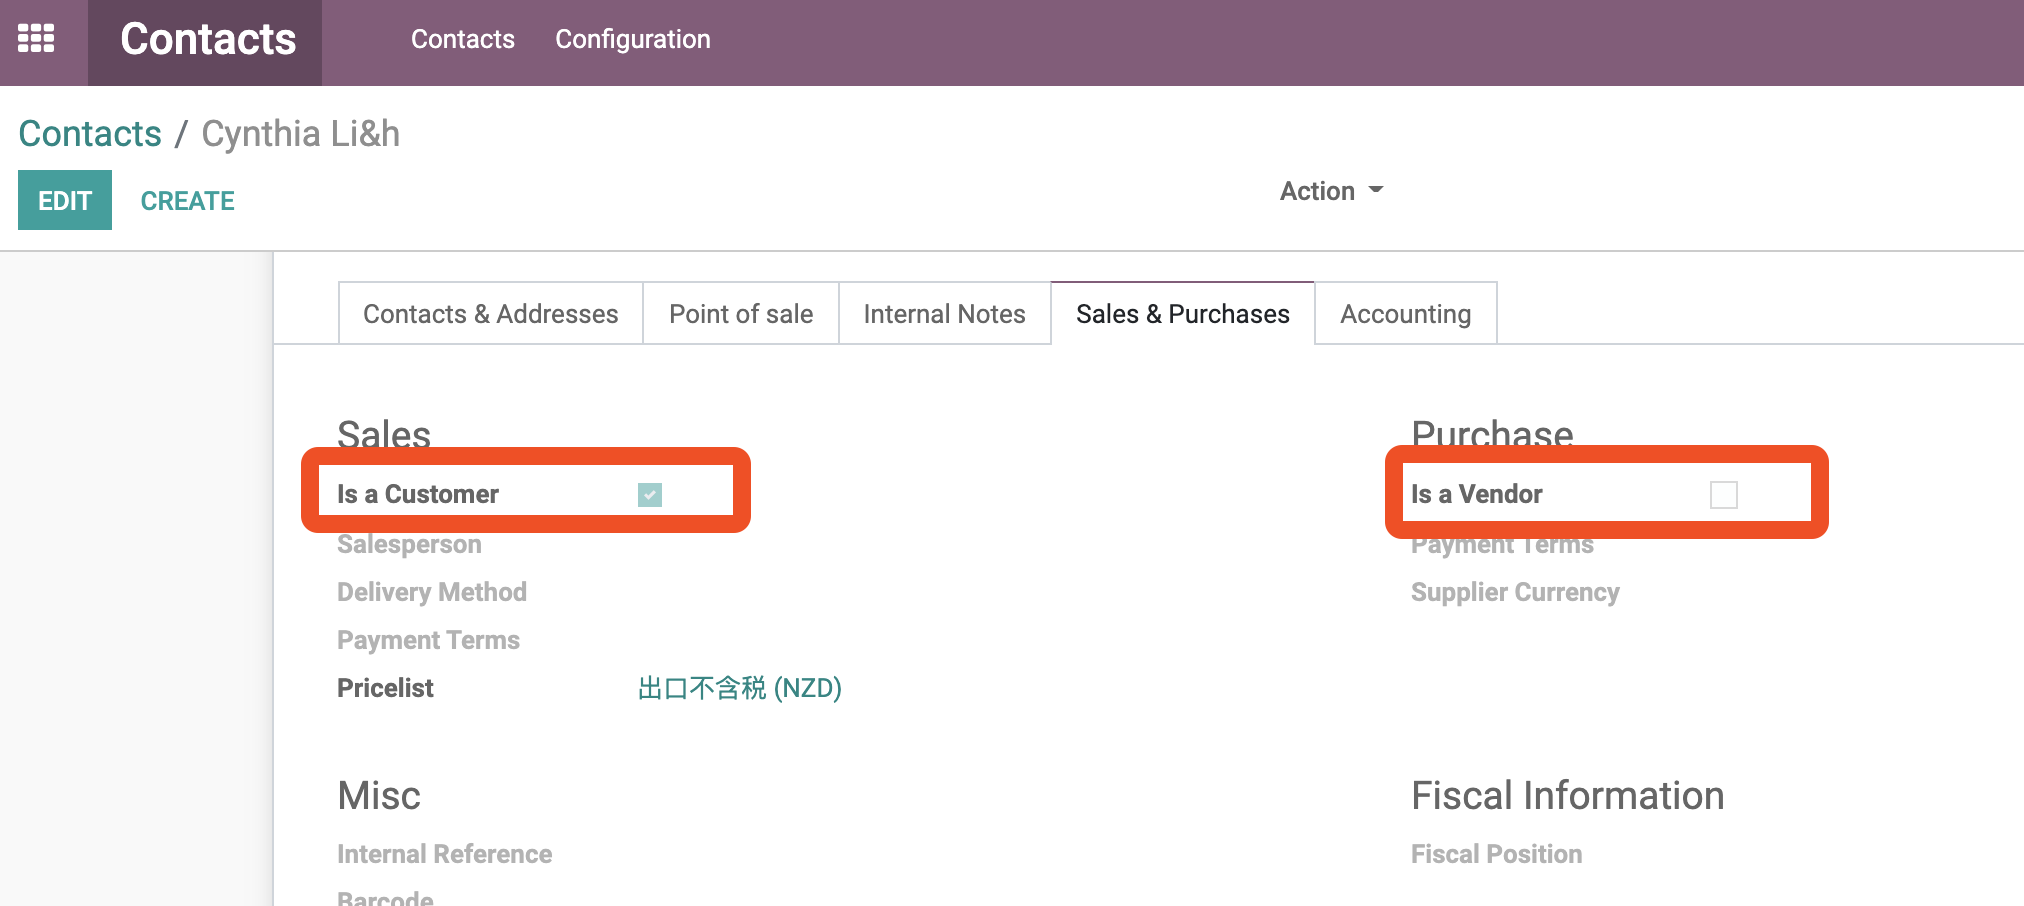 Contacts Contacts Configuration
Contacts / Cynthia Li&h
EDIT CREATE Action
Contacts & Addresses Point of sale Internal Notes Sales & Purchases Accounting
Sales Purchase
Is a Customer Is a Vendor
Salesperson Payment Terms
Delivery Method Supplier Currency
Payment Terms
Pricelist 出口不含税 (NZD)
Misc Fiscal Information
Internal Reference Fiscal Position
Barcode